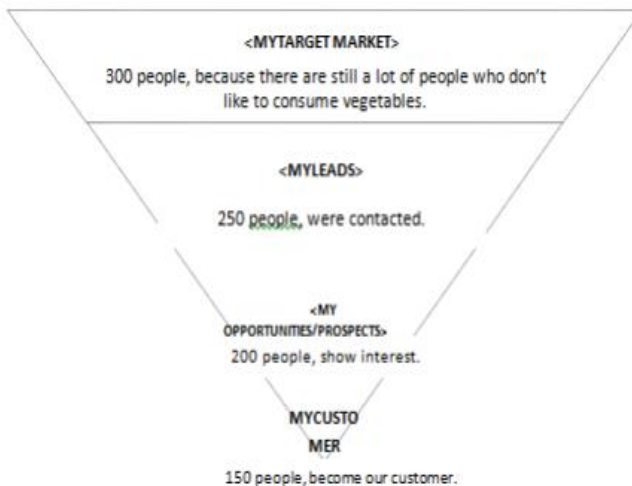 <MYTARGET MARKET>
300 people, because there are still a lot of people who don't
like to consume vegetables.
<MYLEADS>
250 people, were contacted.
<MY
OPPORTUNITIES/PROSPECTS>
200 people, show interest.
MYCUSTO
MER
150 people, become our customer.